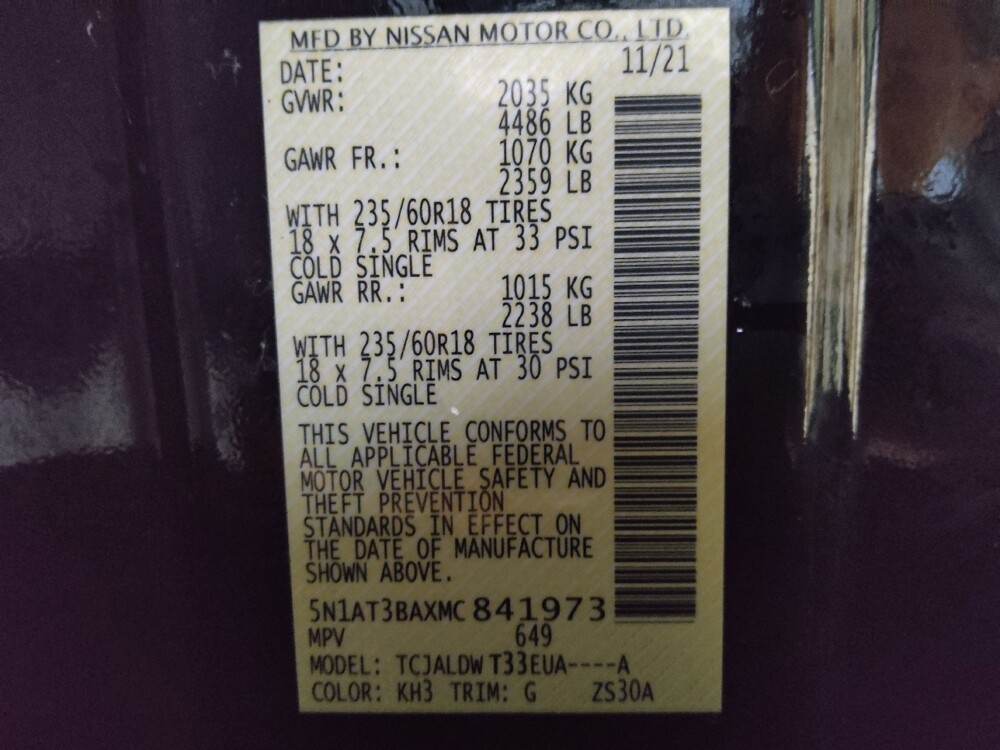 MFD BY NISSAN MOTOR CO., LTD.
DATE: 11/21
GVWR: 2035 KG
4486 LB
GAWR FR.: 1070 KG
2359 LB
WITH 235/60R18 TIRES
18 x 7.5 RIMS AT 33 PSI
COLD SINGLE
GAWR RR.: 1015 KG
2238 LB
WITH 235/60R18 TIRES
18 x 7.5 RIMS AT 30 PSI
COLD SINGLE
THIS VEHICLE CONFORMS TO
ALL APPLICABLE FEDERAL
MOTOR VEHICLE SAFETY AND
THEFT PREVENTION
STANDARDS IN EFFECT ON
THE DATE OF MANUFACTURE
SHOWN ABOVE.
5N1AT3BAXMC841973
MPV 649
MODEL: TCJALDW T33EUA----A
COLOR: KH3 TRIM: G ZS30A